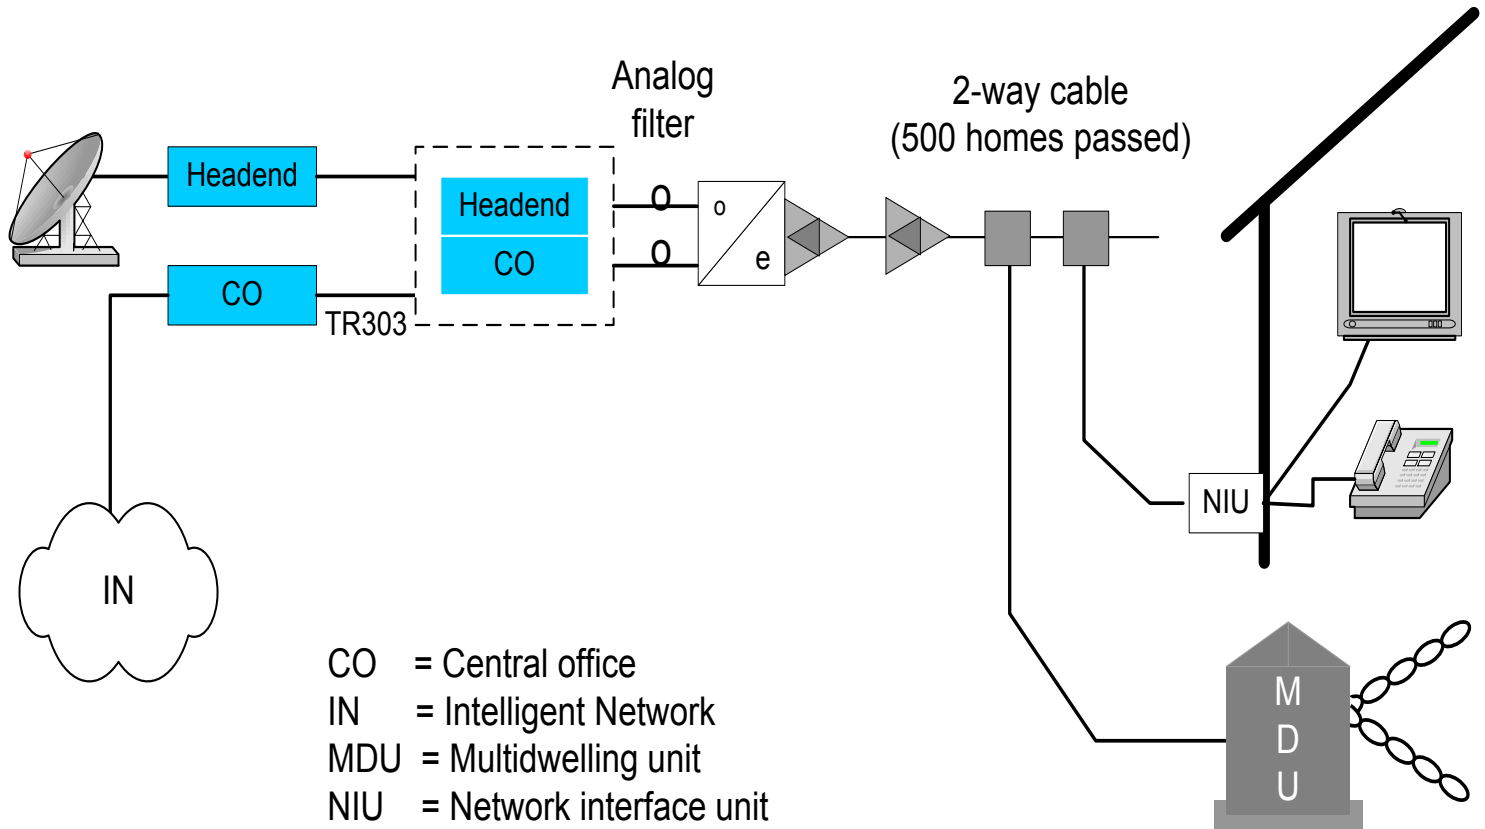 Analog
filter
2-way cable
(500 homes passed)
Headend
Headend
CO
o
e
CO
TR303
NIU
IN
M
D
U
CO = Central office
IN = Intelligent Network
MDU = Multidwelling unit
NIU = Network interface unit